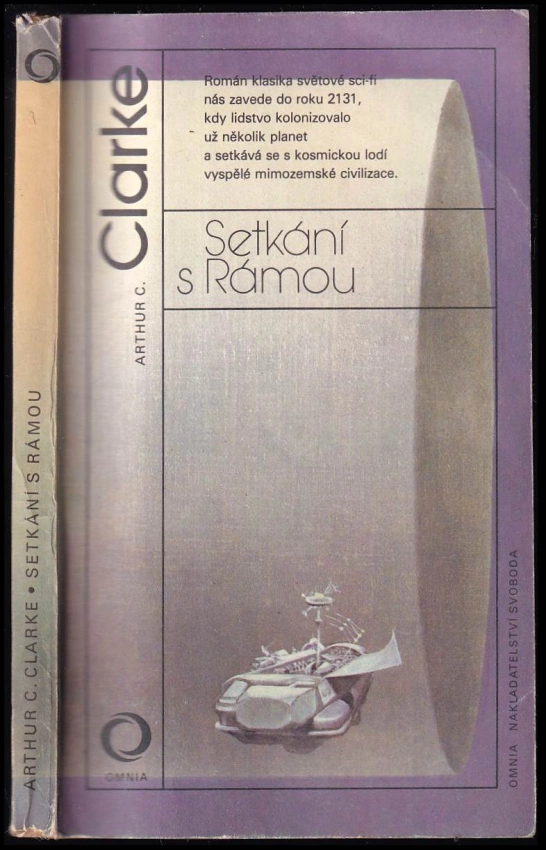 ARTHUR C. CLARKE • SETKÁNÍ S RÁMOU
ARTHUR C. Clarke
Román klasika světové sci-fi
nás zavede do roku 2131,
kdy lidstvo kolonizovalo
už několik planet
a setkává se s kosmickou lodí
vyspělé mimozemské civilizace.
Setkání
s Rámou
OMNIA
OMNIA NAKLADATELSTVÍ SVOBODA